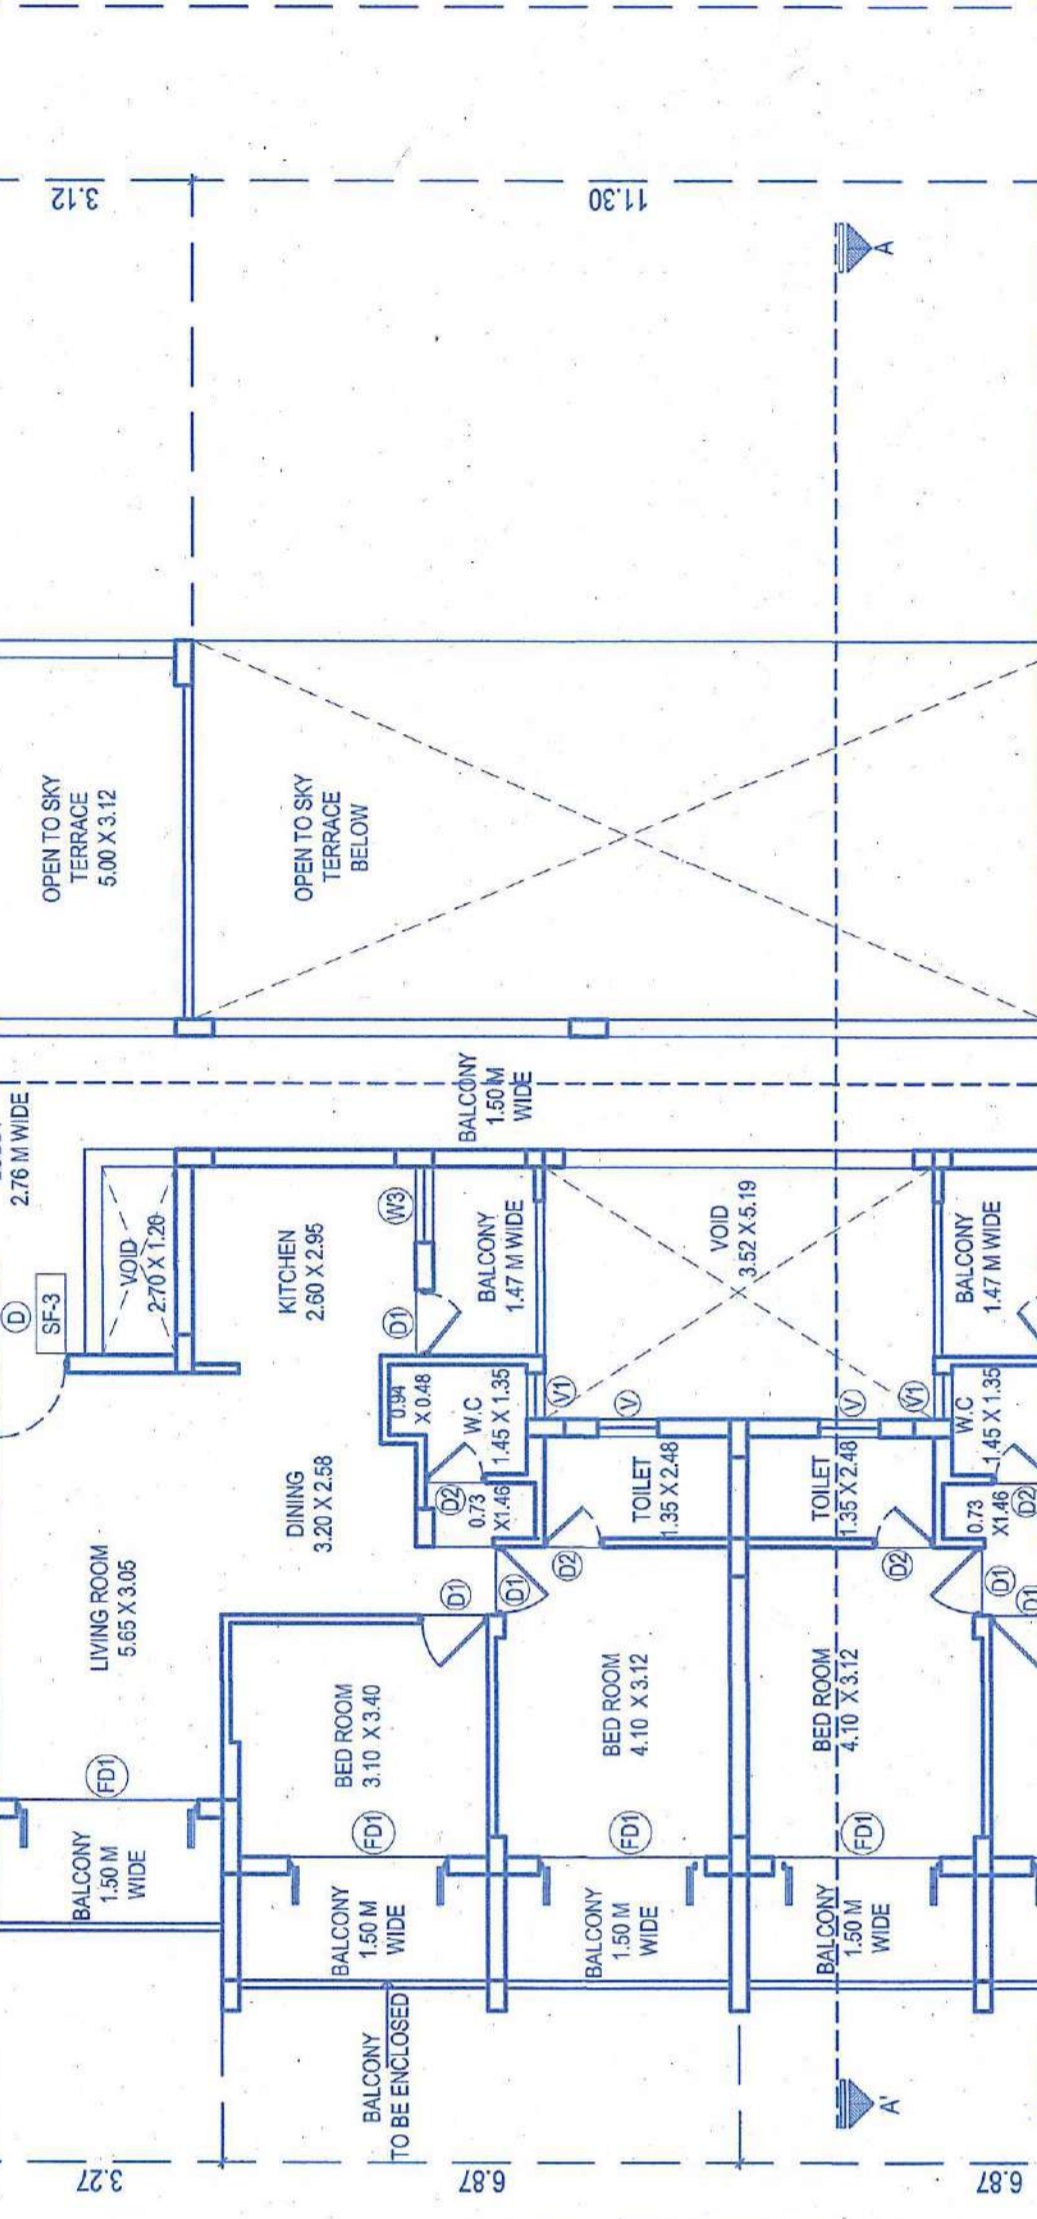 3.12
11.30
A
OPEN TO SKY
TERRACE
5.00 X 3.12
OPEN TO SKY
TERRACE
BELOW
2.76 M WIDE
BALCONY
1.50 M
WIDE
D
SF-3
VOID
2.70 X 1.20
KITCHEN
2.60 X 2.95
W3
D1
BALCONY
1.47 M WIDE
VOID
3.52 X 5.19
BALCONY
1.47 M WIDE
0.94
X 0.48
W.C
1.45 X 1.35
V1
V
V
V1
W.C
1.45 X 1.35
DINING
3.20 X 2.58
D2
0.73
X1.46
TOILET
1.35 X 2.48
TOILET
1.35 X 2.48
0.73
X1.46
D2
LIVING ROOM
5.65 X 3.05
D1
D1
D2
D2
D1
D1
BED ROOM
3.10 X 3.40
BED ROOM
4.10 X 3.12
BED ROOM
4.10 X 3.12
FD1
FD1
FD1
FD1
BALCONY
1.50 M
WIDE
BALCONY
1.50 M
WIDE
BALCONY
1.50 M
WIDE
BALCONY
1.50 M
WIDE
BALCONY
TO BE ENCLOSED
A'
3.27
6.87
6.87